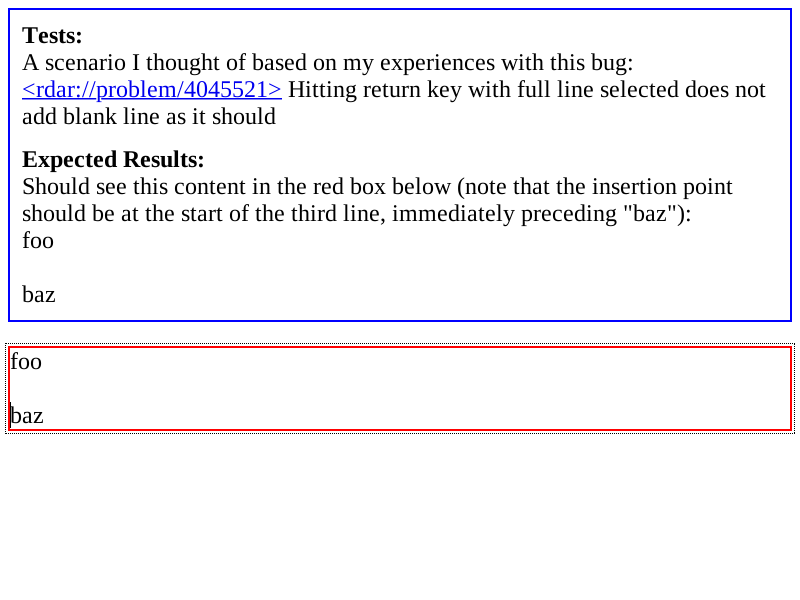 Tests:
A scenario I thought of based on my experiences with this bug:
<rdar://problem/4045521> Hitting return key with full line selected does not
add blank line as it should
Expected Results:
Should see this content in the red box below (note that the insertion point
should be at the start of the third line, immediately preceding "baz"):
foo
baz
foo
baz